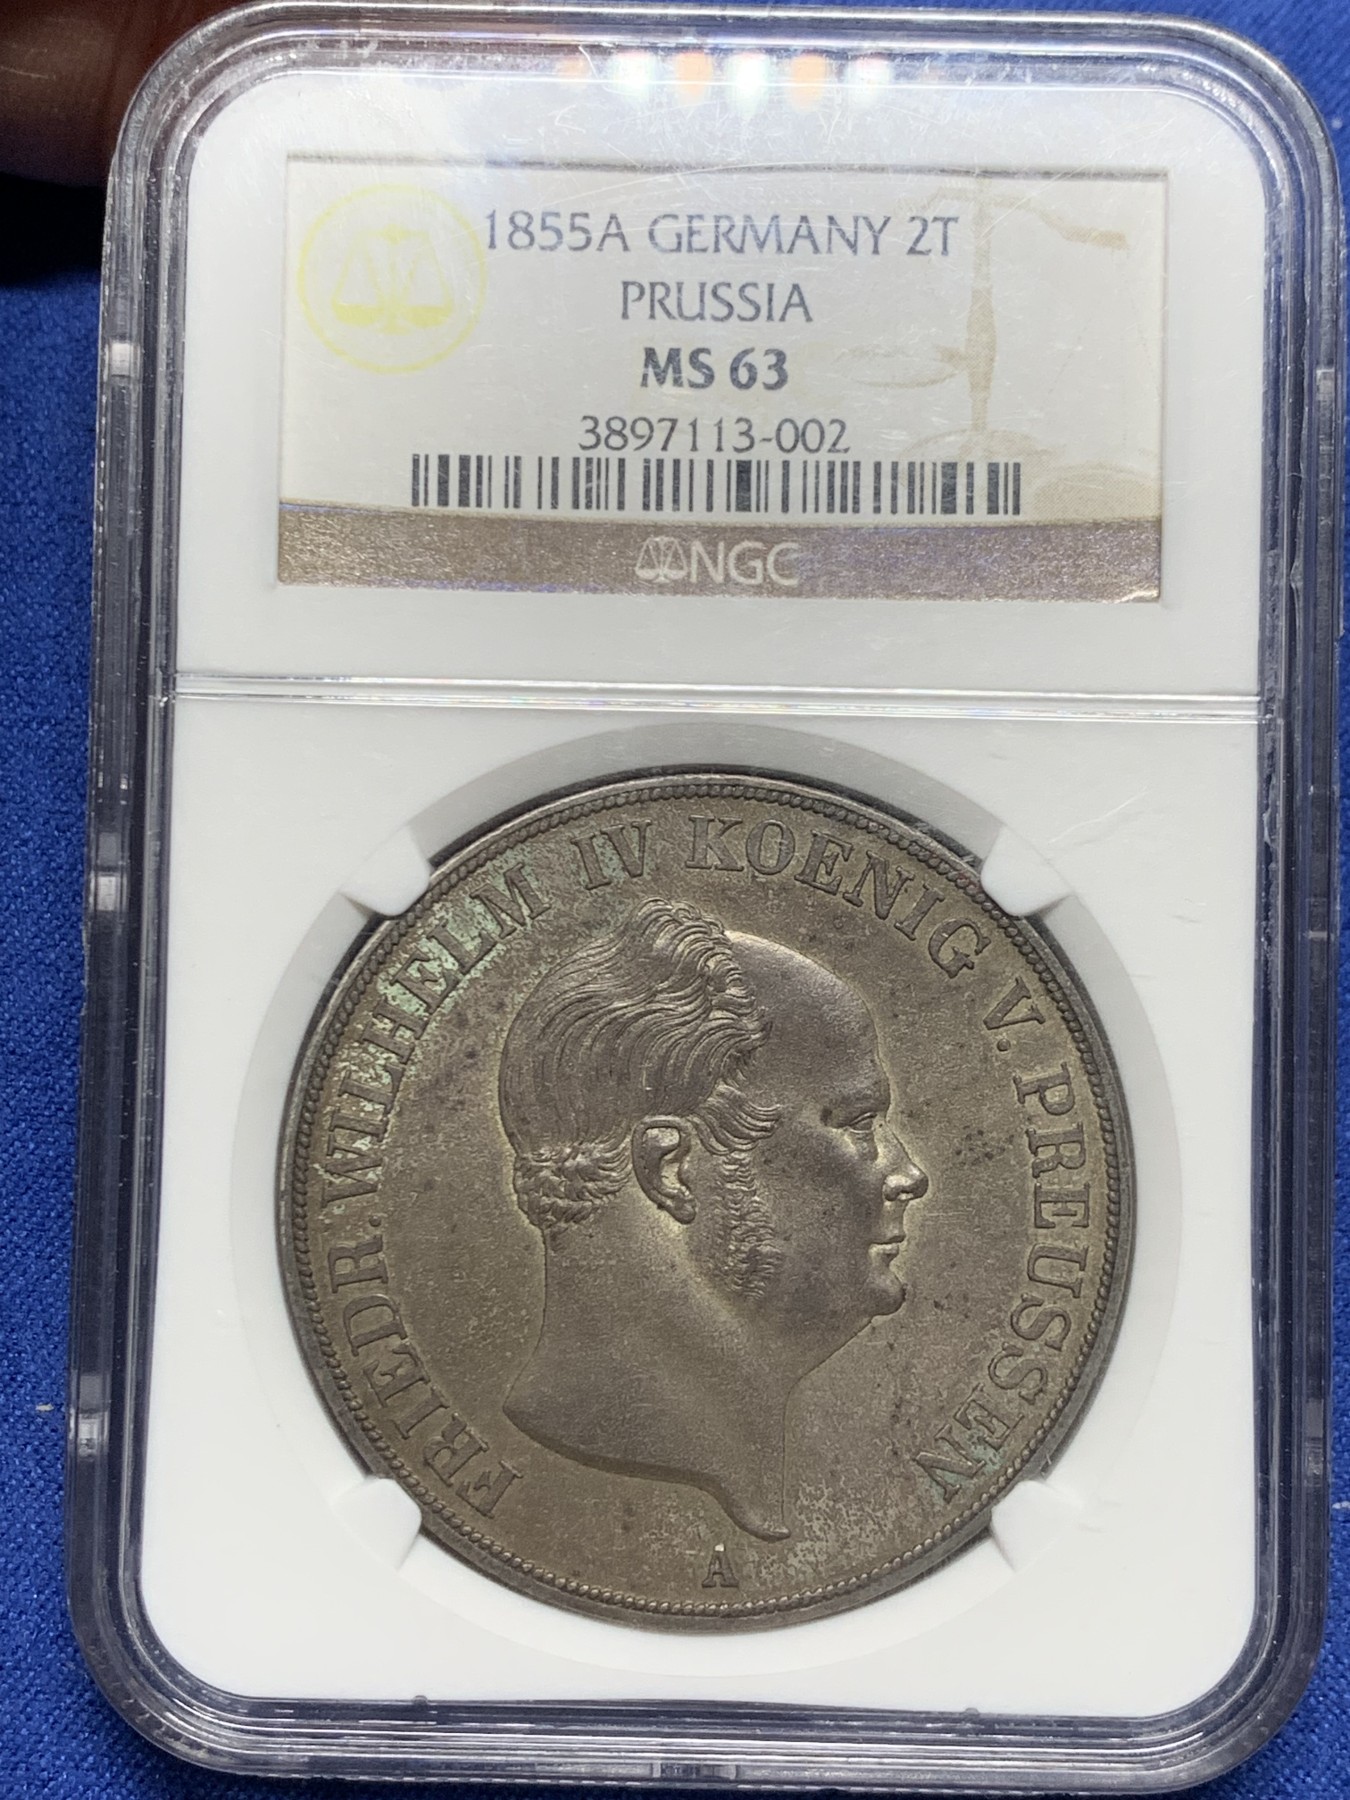 1855A GERMANY 2T
PRUSSIA
MS 63
3897113-002
NGC
FRIEDR. WILHELM IV KOENIG V. PREUSSEN
A